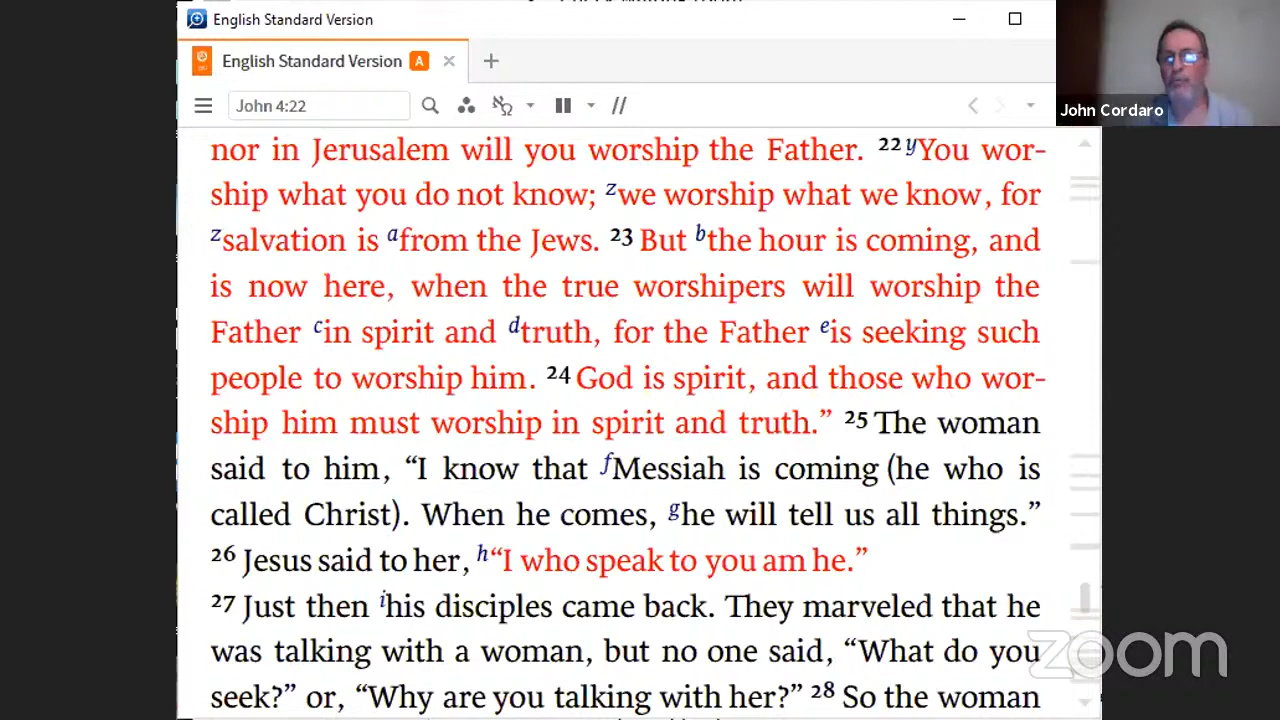 English Standard Version
English Standard Version A
John 4:22
John Cordaro
nor in Jerusalem will you worship the Father. 22 yYou wor-
ship what you do not know; zwe worship what we know, for
zsalvation is afrom the Jews. 23 But bthe hour is coming, and
is now here, when the true worshipers will worship the
Father cin spirit and dtruth, for the Father eis seeking such
people to worship him. 24 God is spirit, and those who wor-
ship him must worship in spirit and truth.” 25 The woman
said to him, “I know that fMessiah is coming (he who is
called Christ). When he comes, ghe will tell us all things.”
26 Jesus said to her, h“I who speak to you am he.”
27 Just then ihis disciples came back. They marveled that he
was talking with a woman, but no one said, “What do you
seek?” or, “Why are you talking with her?” 28 So the woman
zoom